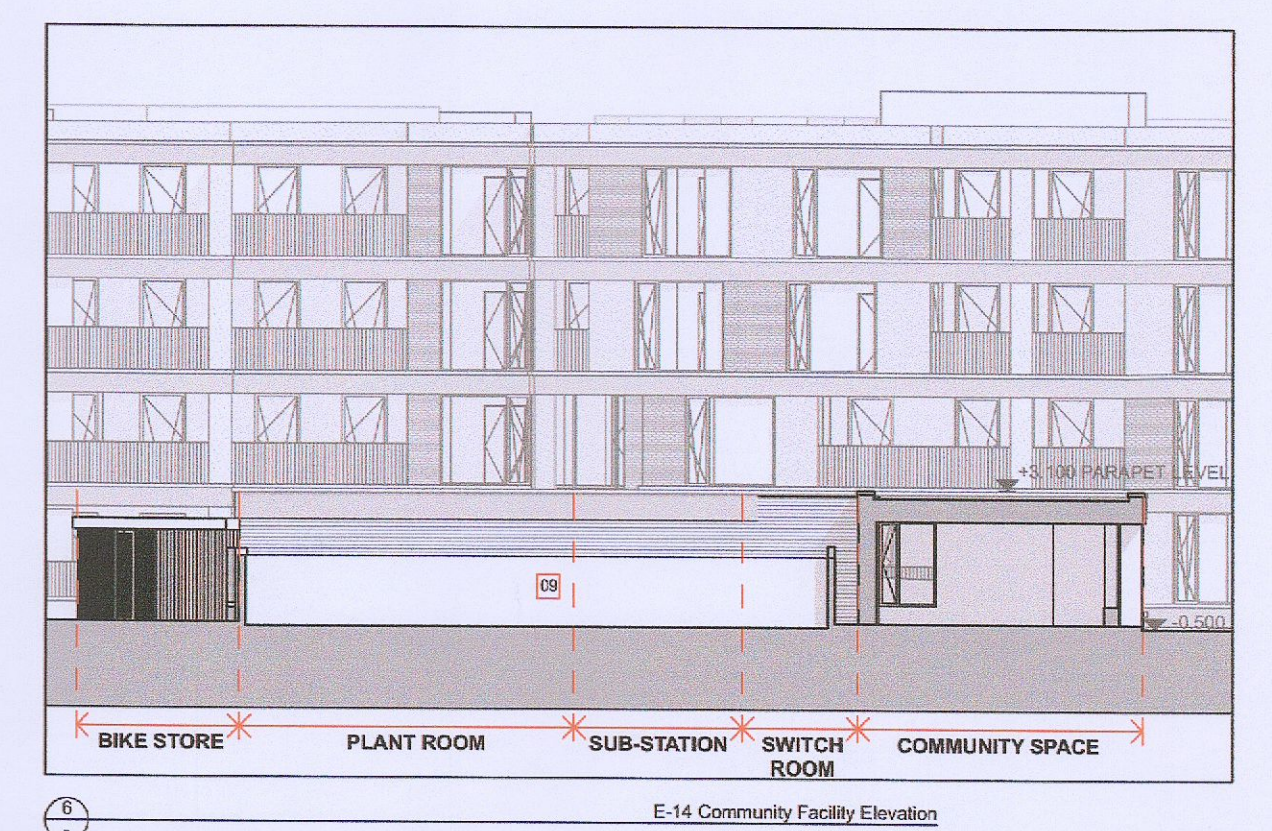 +3.100 PARAPET LEVEL
09
-0.500
BIKE STORE
PLANT ROOM
SUB-STATION
SWITCH
ROOM
COMMUNITY SPACE
6
E-14 Community Facility Elevation